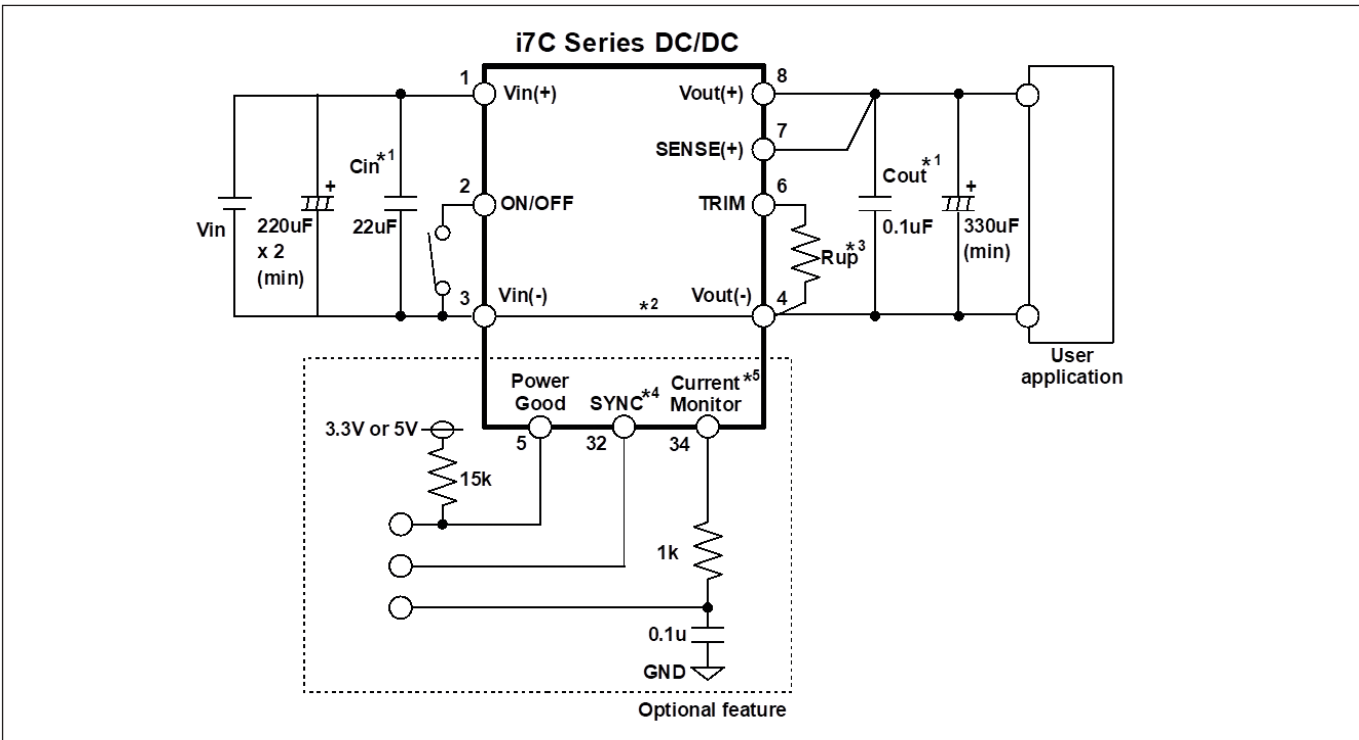 i7C Series DC/DC
1
Vin(+)
Vout(+)
8
7
SENSE(+)
Cin*1
2
ON/OFF
TRIM
6
Cout*1
+
+
Vin
220uF
x 2
(min)
22uF
Rup*3
0.1uF
330uF
(min)
3
Vin(-)
*2
Vout(-)
4
User
application
Power
Good
SYNC*4
Current*5
Monitor
3.3V or 5V
5
32
34
15k
1k
0.1u
GND
Optional feature